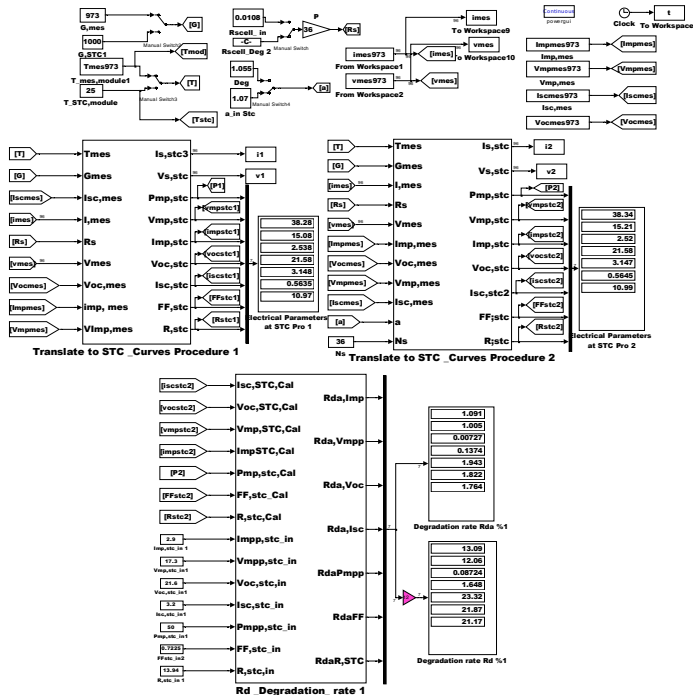 973
G,mes
1000
G,STC1
Manual Switch2
[G]
Tmes973
T_mes,module1
[Tmod]
25
T_STC,module
Manual Switch3
[T]
[Tstc]
0.0108
Rscell_in
-C-
Rscell_Deg 2
Manual Switch
P
36
[Rs]
1.055
Deg
1.07
a_in Stc
Manual Switch4
[a]
imes
To Workspace9
vmes
To Workspace10
imes973
From Workspace1
[imes]
vmes973
From Workspace2
[vmes]
Continuous
powergui
Clock
t
To Workspace
Impmes973
Imp,mes
[Impmes]
Vmpmes973
Vmp,mes
[Vmpmes]
Iscmes973
Isc,mes
[Iscmes]
Vocmes973
[Vocmes]
[T]
[G]
[Iscmes]
[imes]
[Rs]
[vmes]
[Vocmes]
[Impmes]
[Vmpmes]
Tmes
Gmes
Isc,mes
I,mes
Rs
Vmes
Voc,mes
imp, mes
VImp,mes
Is,stc3
Vs,stc
Pmp,stc
Vmp,stc
Imp,stc
Voc,stc
Isc,stc
FF,stc
R,stc
i1
v1
[P1]
[vmpstc1]
[impstc1]
[vocstc1]
[iscstc1]
[FFstc1]
[Rstc1]
38.28
15.08
2.538
21.58
3.148
0.5635
10.97
Electrical Parameters
at STC Pro 1
Translate to STC _Curves Procedure 1
[T]
[G]
[imes]
[Rs]
[vmes]
[Impmes]
[Vocmes]
[Vmpmes]
[Iscmes]
[a]
36
Ns
Tmes
Gmes
I,mes
Rs
Vmes
Imp,mes
Voc,mes
Vmp,mes
Isc,mes
a
Ns
Is,stc
Vs,stc
Pmp,stc
Vmp,stc
Imp,stc
Voc,stc
Isc,stc2
FF;stc
R;stc
i2
v2
[P2]
[vmpstc2]
[impstc2]
[vocstc2]
[iscstc2]
[FFstc2]
[Rstc2]
38.34
15.21
2.52
21.58
3.147
0.5645
10.99
Electrical Parameters
at STC Pro 2
Translate to STC _Curves Procedure 2
[iscstc2]
[vocstc2]
[vmpstc2]
[impstc2]
[P2]
[FFstc2]
[Rstc2]
2.9
Imp,stc_in 1
17.3
Vmp,stc_in1
21.6
Voc,stc_in1
3.2
Isc,stc_in1
50
Pmp,stc_in1
0.7225
FFstc_in2
13.94
R,stc_in 1
Isc,STC,Cal
Voc,STC,Cal
Vmp,STC,Cal
ImpSTC,Cal
Pmp,stc,Cal
FF,stc_Cal
R,stc,Cal
Impp,stc_in
Vmpp,stc_in
Voc,stc,in
Isc,stc_in
Pmpp,stc_in
FF,stc_in
R,stc,in
Rda,Imp
Rda,Vmpp
Rda,Voc
Rda,Isc
RdaPmpp
RdaFF
RdaR,STC
1.091
1.005
0.00727
0.1374
1.943
1.822
1.764
Degradation rate Rda %1
13.09
12.06
0.08724
1.648
23.32
21.87
21.17
Degradation rate Rd %1
Rd _Degradation_ rate 1